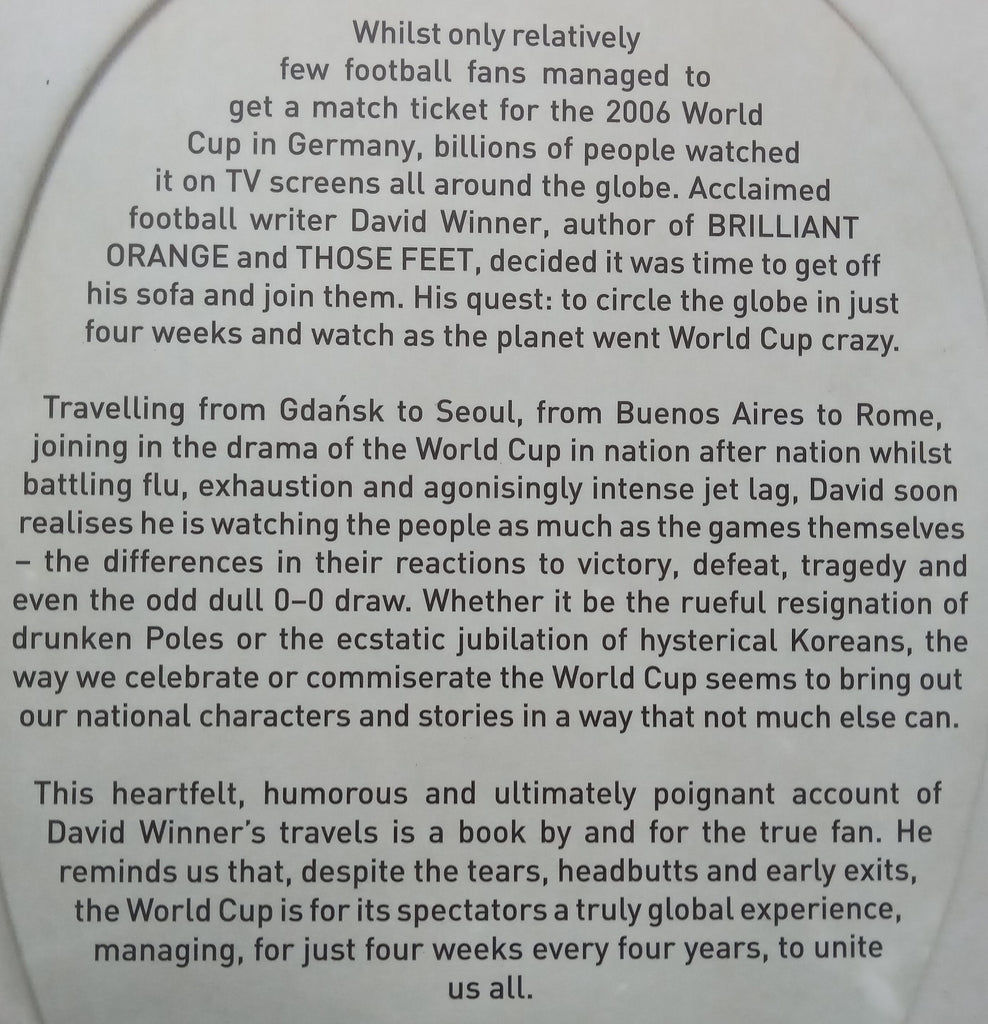 Whilst only relatively
few football fans managed to
get a match ticket for the 2006 World
Cup in Germany, billions of people watched
it on TV screens all around the globe. Acclaimed
football writer David Winner, author of BRILLIANT
ORANGE and THOSE FEET, decided it was time to get off
his sofa and join them. His quest: to circle the globe in just
four weeks and watch as the planet went World Cup crazy.
Travelling from Gdańsk to Seoul, from Buenos Aires to Rome,
joining in the drama of the World Cup in nation after nation whilst
battling flu, exhaustion and agonisingly intense jet lag, David soon
realises he is watching the people as much as the games themselves
– the differences in their reactions to victory, defeat, tragedy and
even the odd dull 0–0 draw. Whether it be the rueful resignation of
drunken Poles or the ecstatic jubilation of hysterical Koreans, the
way we celebrate or commiserate the World Cup seems to bring out
our national characters and stories in a way that not much else can.
This heartfelt, humorous and ultimately poignant account of
David Winner's travels is a book by and for the true fan. He
reminds us that, despite the tears, headbutts and early exits,
the World Cup is for its spectators a truly global experience,
managing, for just four weeks every four years, to unite
us all.